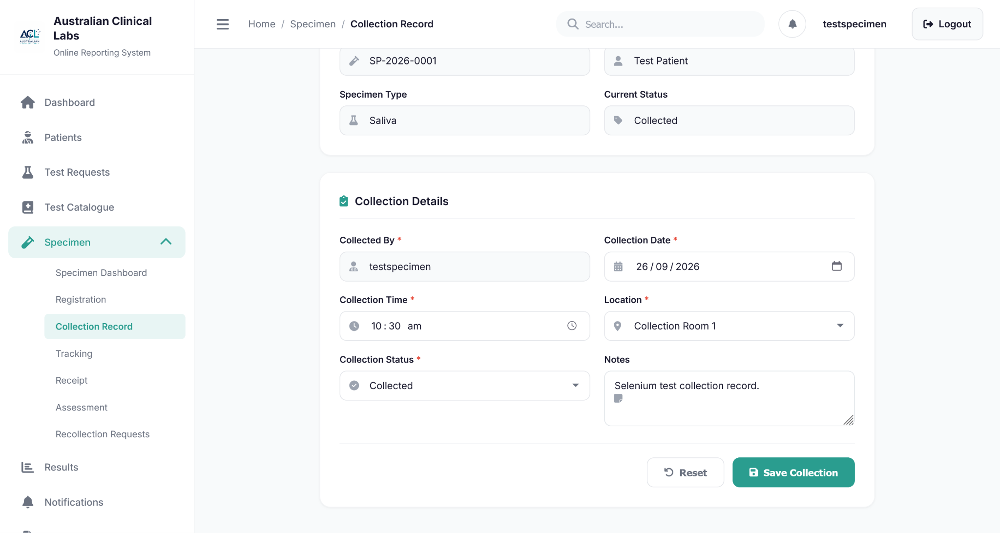 Australian Clinical
Labs
Online Reporting System
ACL
AUSTRALIAN
Dashboard
Patients
Test Requests
Test Catalogue
Specimen
Specimen Dashboard
Registration
Collection Record
Tracking
Receipt
Assessment
Recollection Requests
Results
Notifications
Home / Specimen / Collection Record
Search...
testspecimen
Logout
SP-2026-0001
Test Patient
Specimen Type
Current Status
Saliva
Collected
Collection Details
Collected By *
Collection Date *
testspecimen
26 / 09 / 2026
Collection Time *
Location *
10 : 30 am
Collection Room 1
Collection Status *
Notes
Collected
Selenium test collection record.
Reset
Save Collection